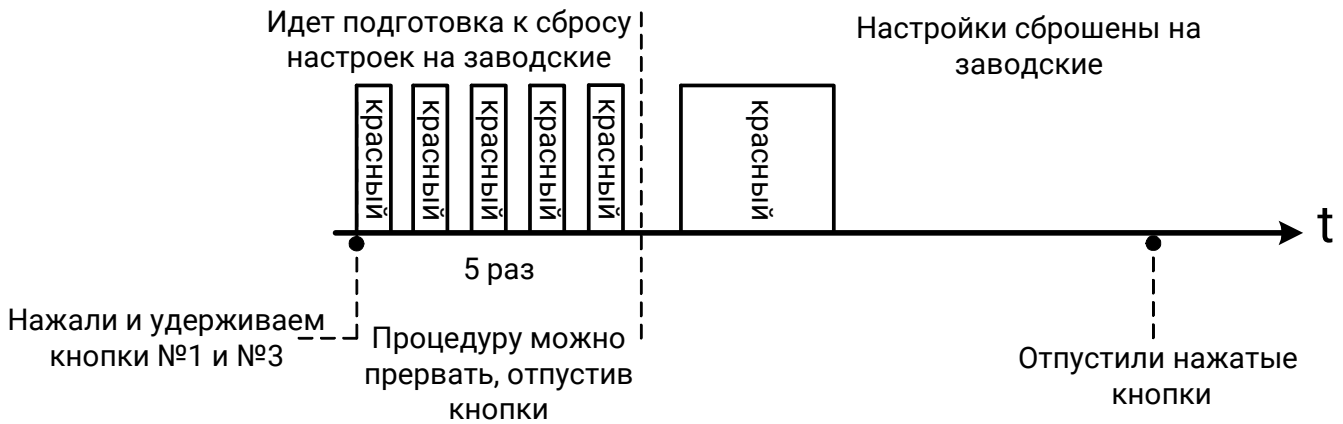 Идет подготовка к сбросу
настроек на заводские
Настройки сброшены на
заводские
красный
красный
красный
красный
красный
красный
t
5 раз
Нажали и удерживаем
кнопки №1 и №3
Процедуру можно
прервать, отпустив
кнопки
Отпустили нажатые
кнопки